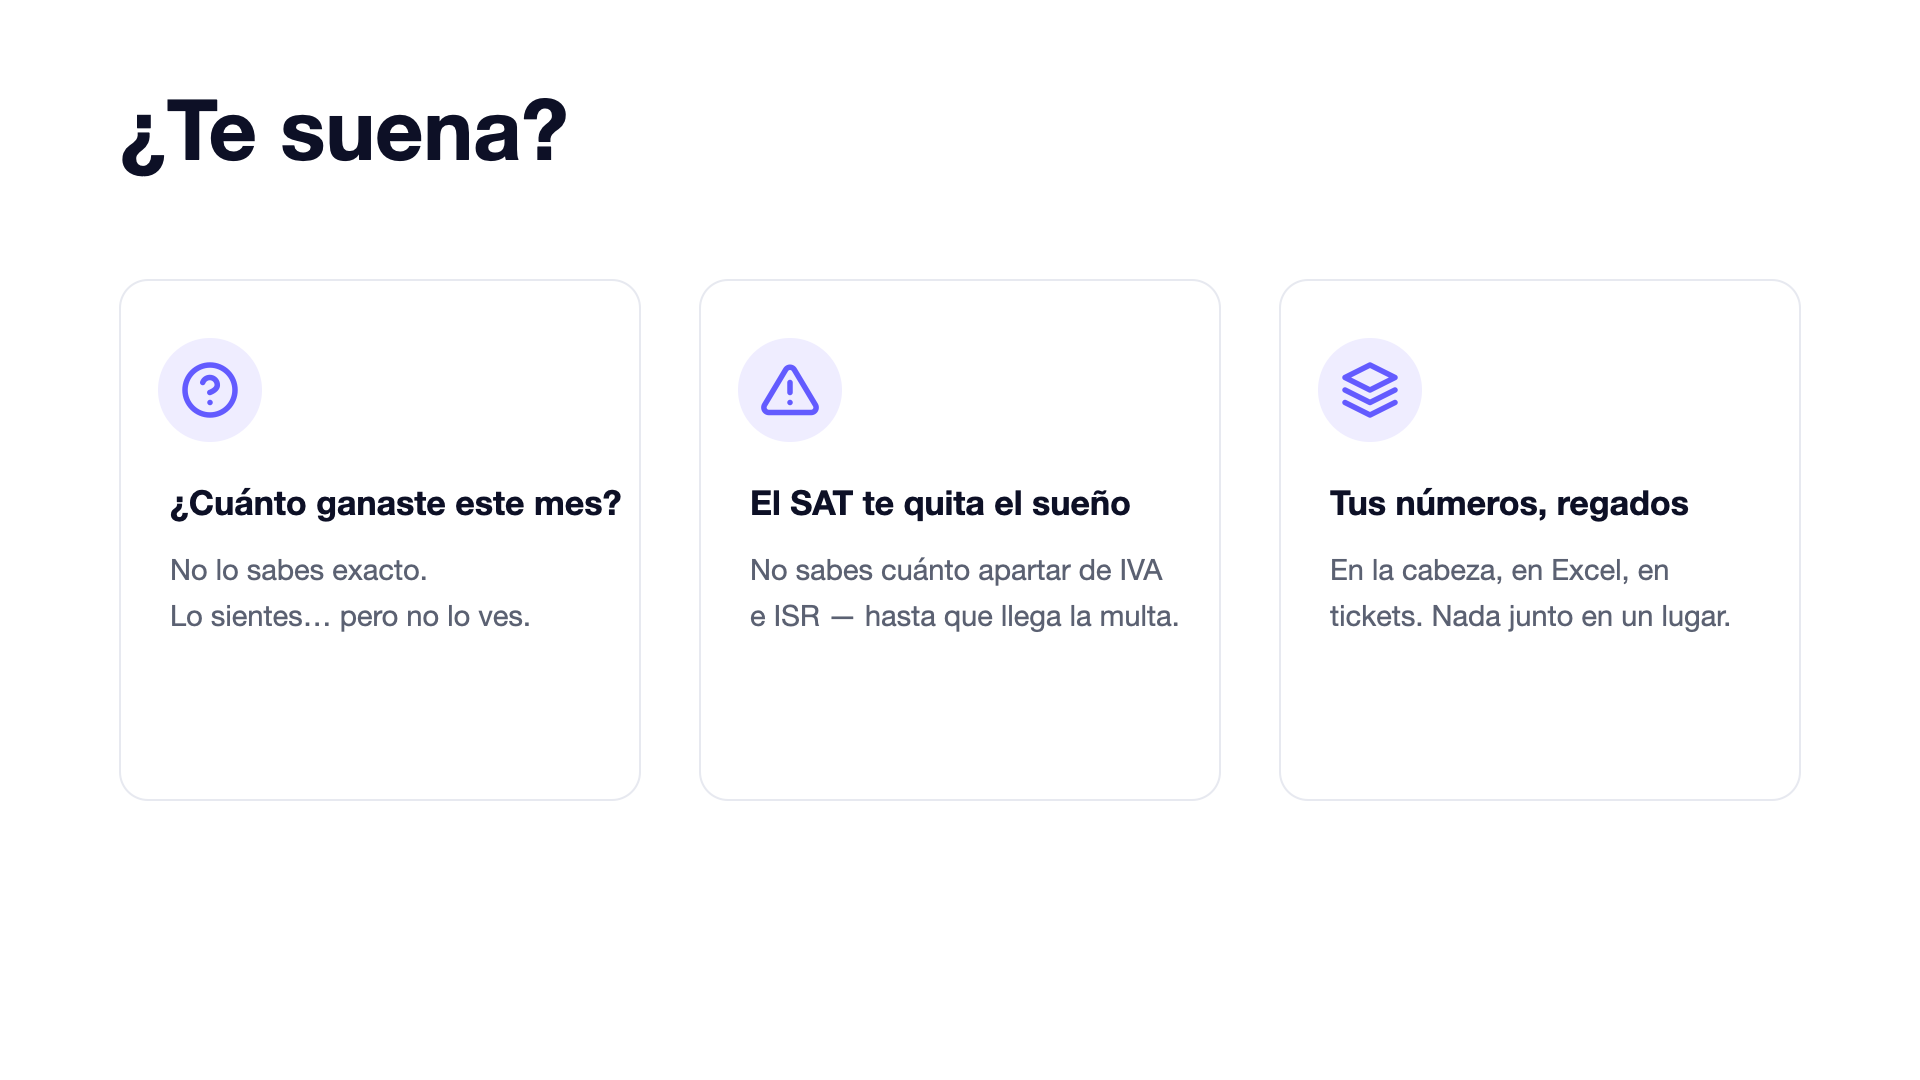 ¿Te suena?
¿Cuánto ganaste este mes?
No lo sabes exacto.
Lo sientes… pero no lo ves.
El SAT te quita el sueño
No sabes cuánto apartar de IVA
e ISR — hasta que llega la multa.
Tus números, regados
En la cabeza, en Excel, en
tickets. Nada junto en un lugar.